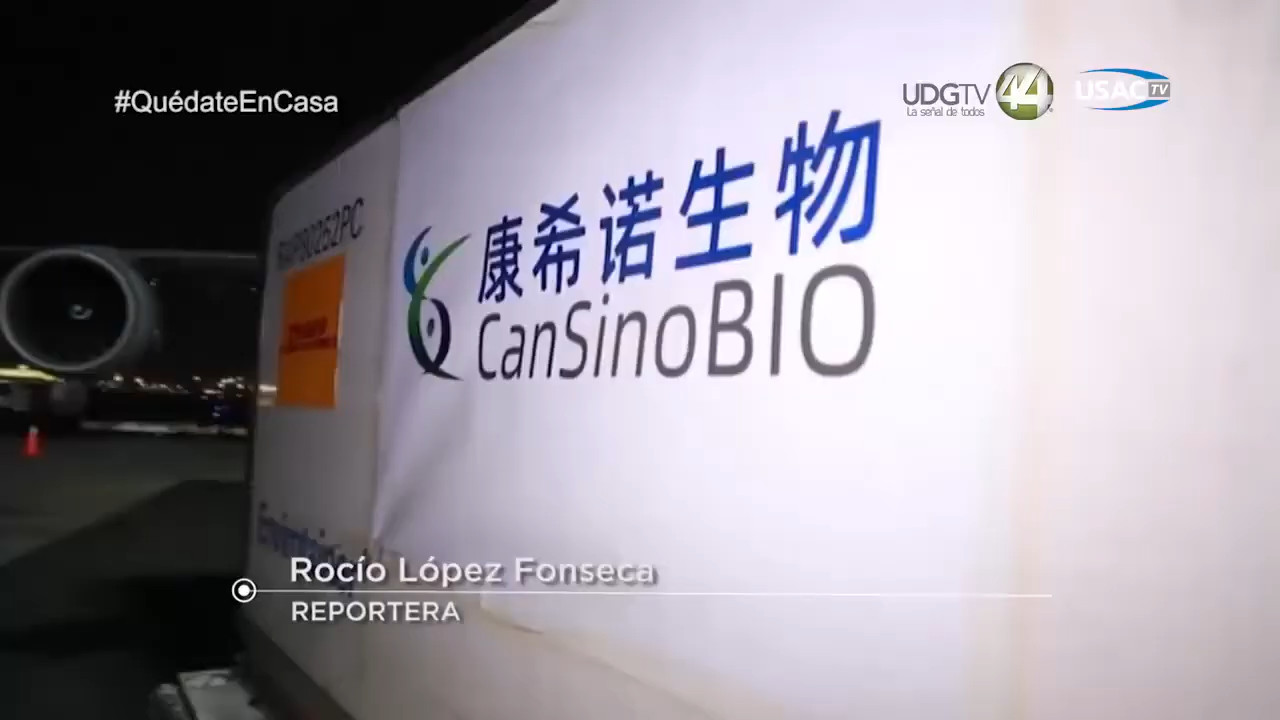 #QuédateEnCasa
UDGTV 44
La señal de todos
USAC TV
康希诺生物
CanSinoBIO
Rocío López Fonseca
REPORTERA